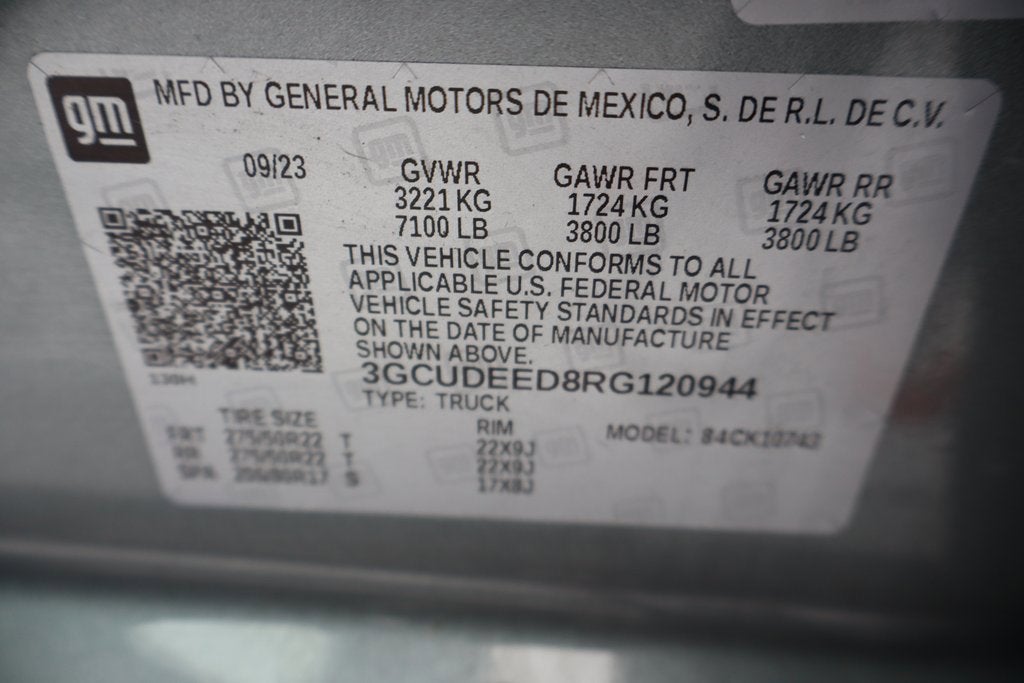 gm
MFD BY GENERAL MOTORS DE MEXICO, S. DE R.L. DE C.V.
09/23
GVWR
3221 KG
7100 LB
GAWR FRT
1724 KG
3800 LB
GAWR RR
1724 KG
3800 LB
THIS VEHICLE CONFORMS TO ALL
APPLICABLE U.S. FEDERAL MOTOR
VEHICLE SAFETY STANDARDS IN EFFECT
ON THE DATE OF MANUFACTURE
SHOWN ABOVE.
3GCUDEED8RG120944
TYPE: TRUCK
TIRE SIZE
RIM
MODEL:
FRT 275/50R22 T 22X9J
RR 275/50R22 T 22X9J
SPA S 17X8J